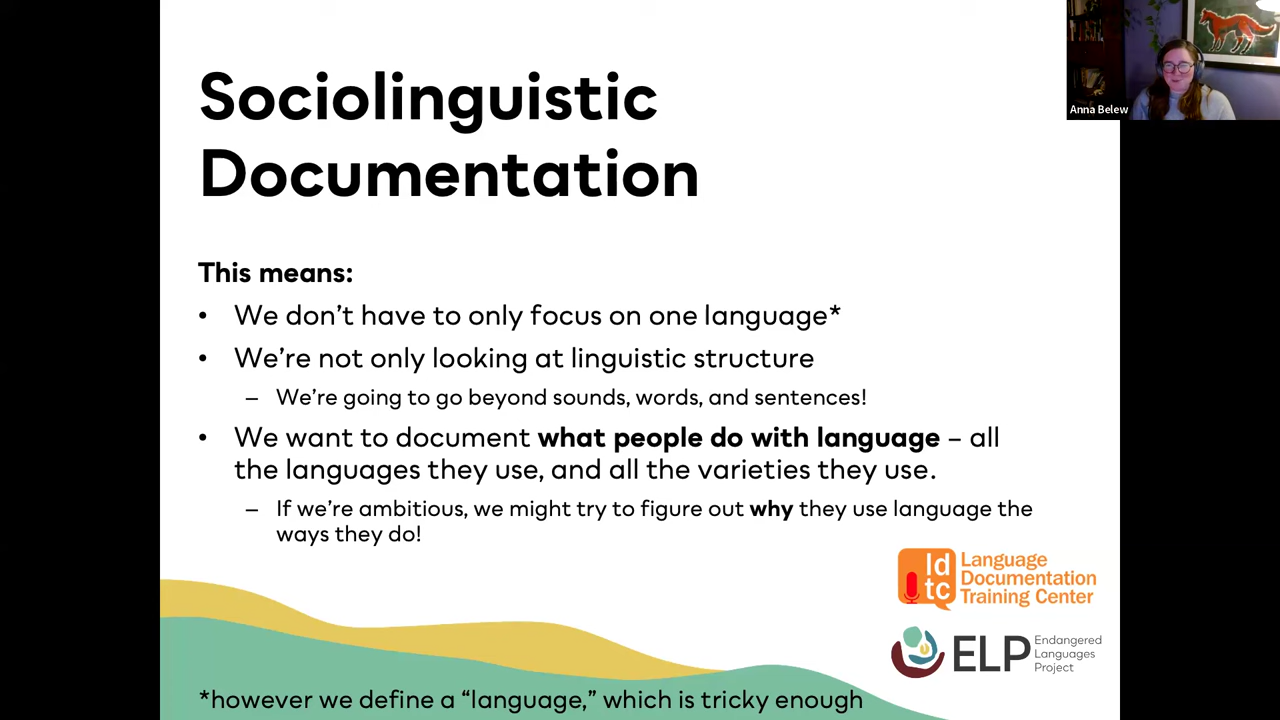 Sociolinguistic
Documentation
Anna Belew
This means:
• We don't have to only focus on one language*
• We're not only looking at linguistic structure
– We're going to go beyond sounds, words, and sentences!
• We want to document what people do with language – all
the languages they use, and all the varieties they use.
– If we're ambitious, we might try to figure out why they use language the
ways they do!
ld
tc
Language
Documentation
Training Center
ELP
Endangered
Languages
Project
*however we define a “language,” which is tricky enough